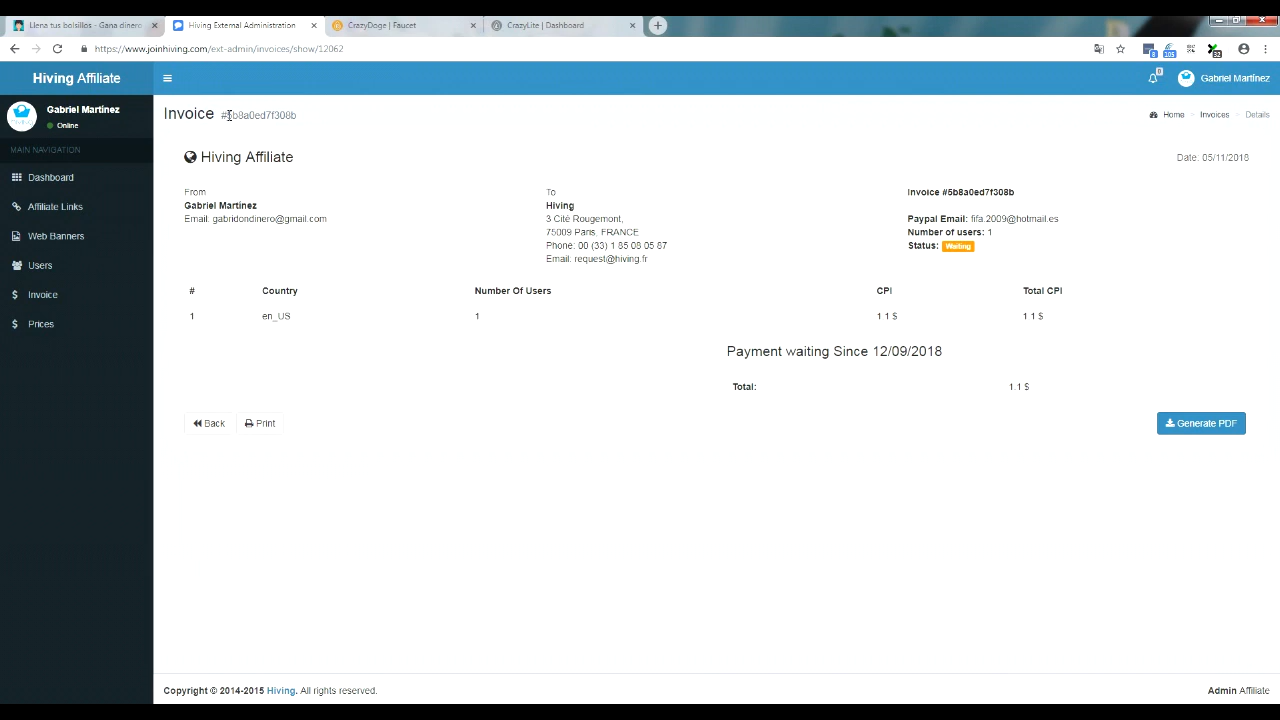 Llena tus bolsillos - Gana dinero
Hiving External Administration
CrazyDoge | Faucet
CrazyLite | Dashboard
https://www.joinhiving.com/ext-admin/invoices/show/12062
Hiving Affiliate
Gabriel Martínez
Gabriel Martínez
Online
MAIN NAVIGATION
Dashboard
Affiliate Links
Web Banners
Users
Invoice
Prices
Invoice #5b8a0ed7f308b
Home
Invoices
Details
Hiving Affiliate
Date: 05/11/2018
From
Gabriel Martínez
Email: gabridondinero@gmail.com
To
Hiving
3 Cité Rougemont,
75009 Paris, FRANCE
Phone: 00 (33) 1 85 08 05 87
Email: request@hiving.fr
Invoice #5b8a0ed7f308b
Paypal Email: fifa.2009@hotmail.es
Number of users: 1
Status: Waiting
# Country Number Of Users CPI Total CPI
1 en_US 1 1.1 $ 1.1 $
Payment waiting Since 12/09/2018
Total: 1.1 $
Back
Print
Generate PDF
Copyright © 2014-2015 Hiving. All rights reserved.
Admin Affiliate